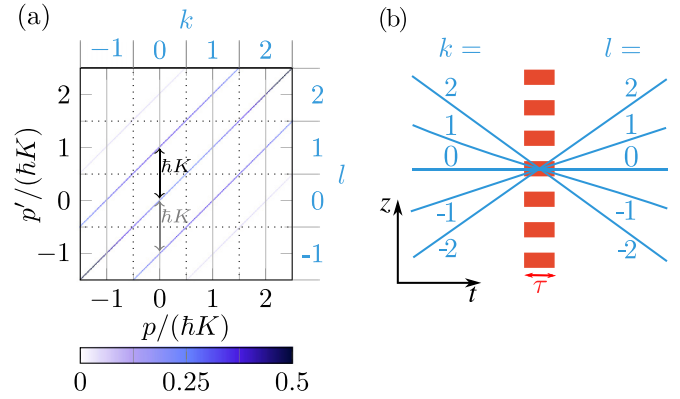 (a)
k
-1 0 1 2
2
1
0
-1
p′/(ħK)
ħK
ħK
2
1
0
-1
l
-1 0 1 2
p/(ħK)
0 0.25 0.5
(b)
k = l =
2 2
1 1
0 0
-1 -1
-2 -2
z
t
τ